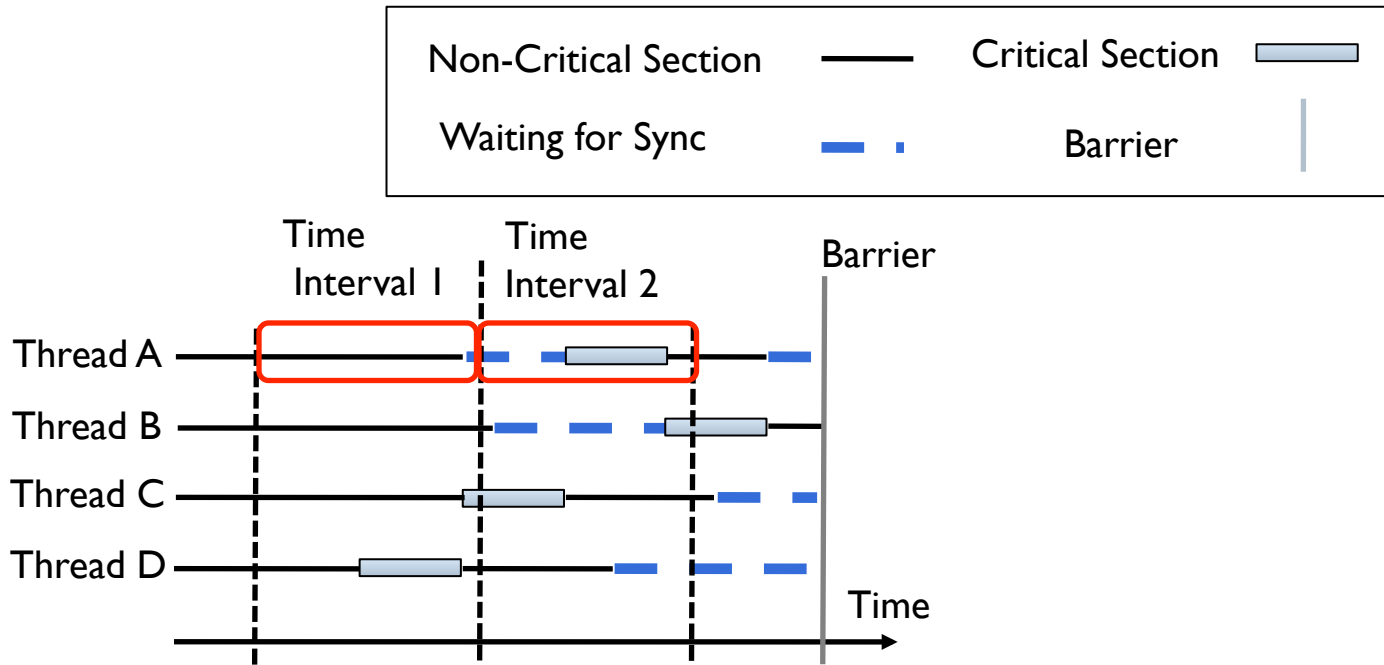 Non-Critical Section
Critical Section
Waiting for Sync
Barrier
Time
Interval 1
Time
Interval 2
Barrier
Thread A
Thread B
Thread C
Thread D
Time